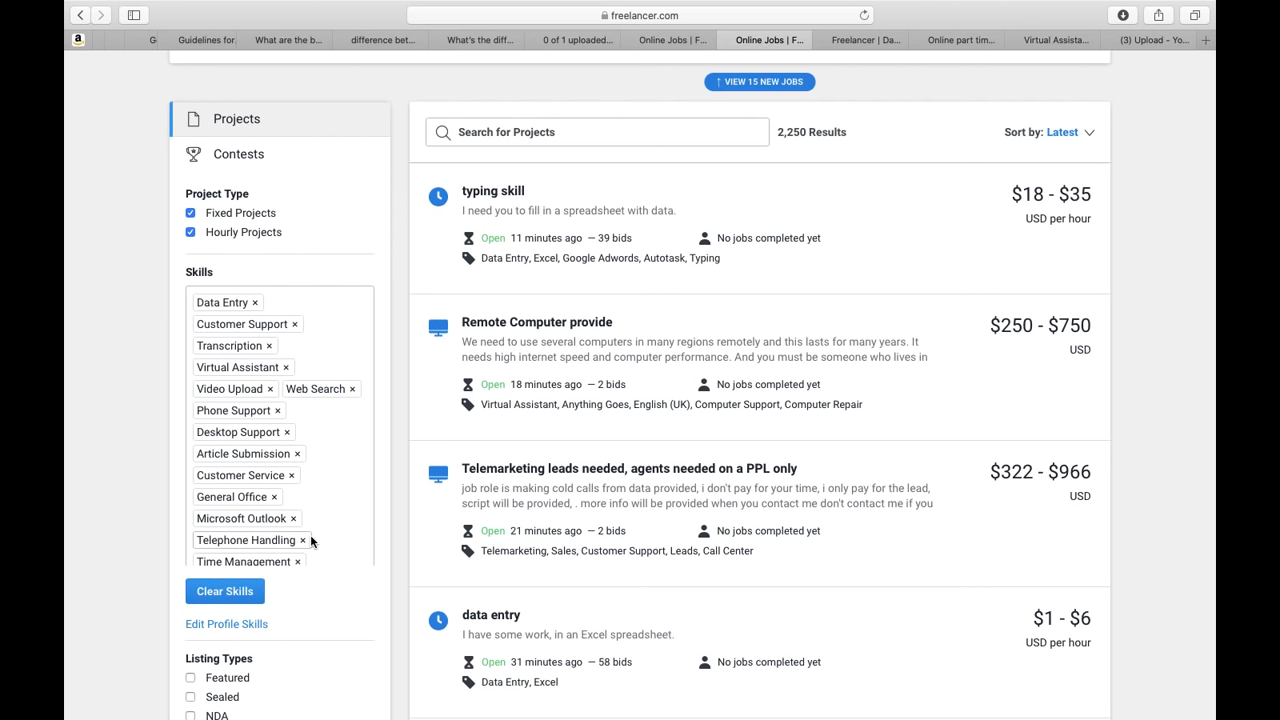 freelancer.com
G
Guidelines for
What are the b...
difference bet...
What's the diff...
0 of 1 uploaded...
Online Jobs | F...
Online Jobs | F...
Freelancer | Da...
Online part tim...
Virtual Assista...
(3) Upload - Yo...
↑ VIEW 15 NEW JOBS
Projects
Contests
Project Type
Fixed Projects
Hourly Projects
Skills
Data Entry ×
Customer Support ×
Transcription ×
Virtual Assistant ×
Video Upload × Web Search ×
Phone Support ×
Desktop Support ×
Article Submission ×
Customer Service ×
General Office ×
Microsoft Outlook ×
Telephone Handling ×
Time Management ×
Clear Skills
Edit Profile Skills
Listing Types
Featured
Sealed
NDA
Search for Projects
2,250 Results
Sort by: Latest
typing skill
$18 - $35
I need you to fill in a spreadsheet with data.
USD per hour
Open 11 minutes ago — 39 bids
No jobs completed yet
Data Entry, Excel, Google Adwords, Autotask, Typing
Remote Computer provide
$250 - $750
We need to use several computers in many regions remotely and this lasts for many years. It
USD
needs high internet speed and computer performance. And you must be someone who lives in
Open 18 minutes ago — 2 bids
No jobs completed yet
Virtual Assistant, Anything Goes, English (UK), Computer Support, Computer Repair
Telemarketing leads needed, agents needed on a PPL only
$322 - $966
job role is making cold calls from data provided, i don't pay for your time, i only pay for the lead,
USD
script will be provided, . more info will be provided when you contact me don't contact me if you
Open 21 minutes ago — 2 bids
No jobs completed yet
Telemarketing, Sales, Customer Support, Leads, Call Center
data entry
$1 - $6
I have some work, in an Excel spreadsheet.
USD per hour
Open 31 minutes ago — 58 bids
No jobs completed yet
Data Entry, Excel